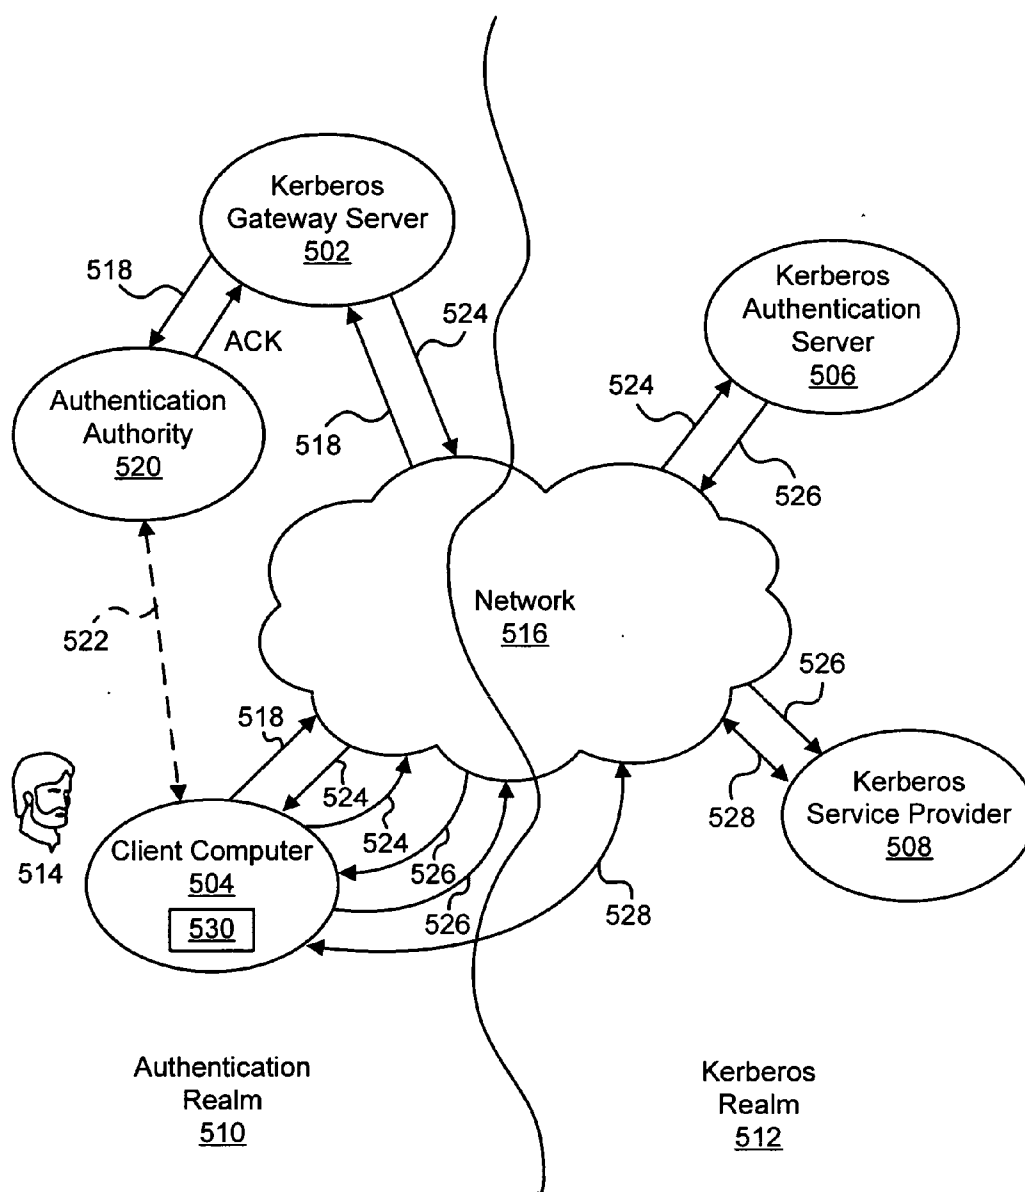 Kerberos
Gateway Server
502
518
ACK
524
518
Kerberos
Authentication
Server
506
524
526
Authentication
Authority
520
522
Network
516
526
528
518
524
524
526
526
528
514
Client Computer
504
530
Kerberos
Service Provider
508
Authentication
Realm
510
Kerberos
Realm
512